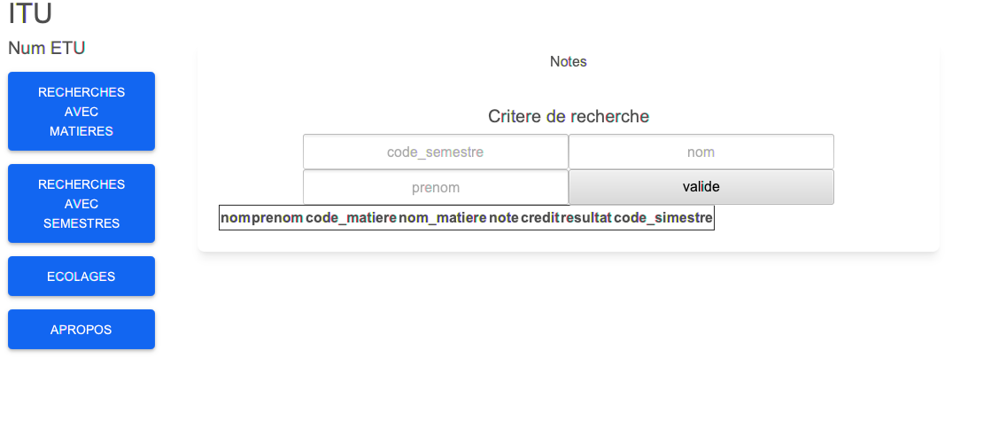 ITU
Num ETU
RECHERCHES
AVEC
MATIERES
RECHERCHES
AVEC
SEMESTRES
ECOLAGES
APROPOS
Notes
Critere de recherche
code_semestre nom
prenom valide
nom prenom code_matiere nom_matiere note credit resultat code_simestre